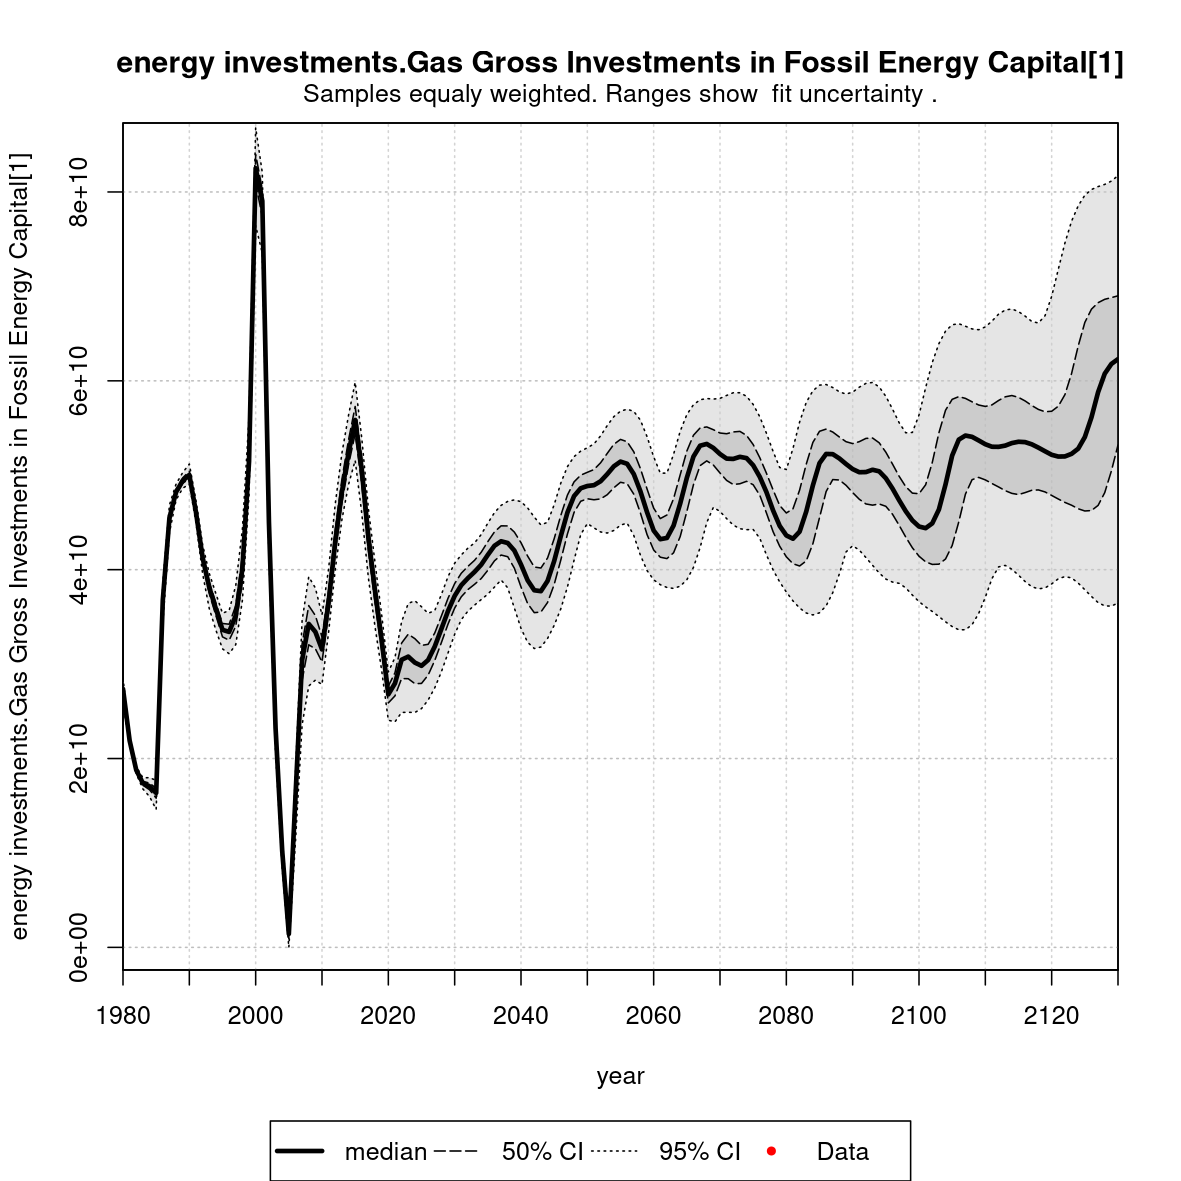 energy investments.Gas Gross Investments in Fossil Energy Capital[1]
Samples equaly weighted. Ranges show  fit uncertainty .
energy investments.Gas Gross Investments in Fossil Energy Capital[1]
8e+10
6e+10
4e+10
2e+10
0e+00
1980 2000 2020 2040 2060 2080 2100 2120
year
median 50% CI 95% CI Data